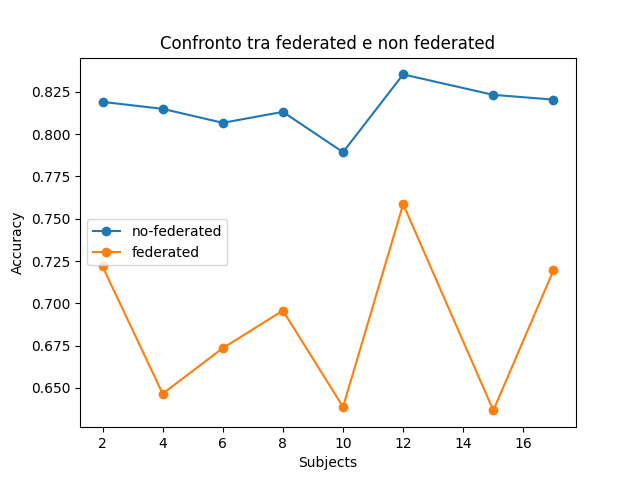 Confronto tra federated e non federated
Accuracy
0.825
0.800
0.775
0.750
0.725
0.700
0.675
0.650
no-federated
federated
2 4 6 8 10 12 14 16
Subjects